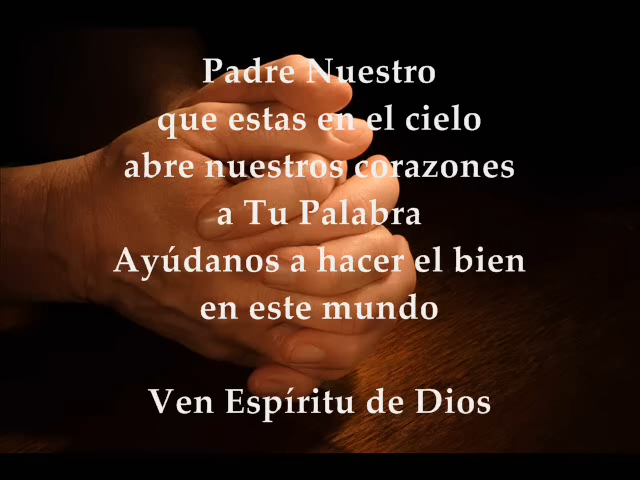 Padre Nuestro
que estas en el cielo
abre nuestros corazones
a Tu Palabra
Ayúdanos a hacer el bien
en este mundo
Ven Espíritu de Dios